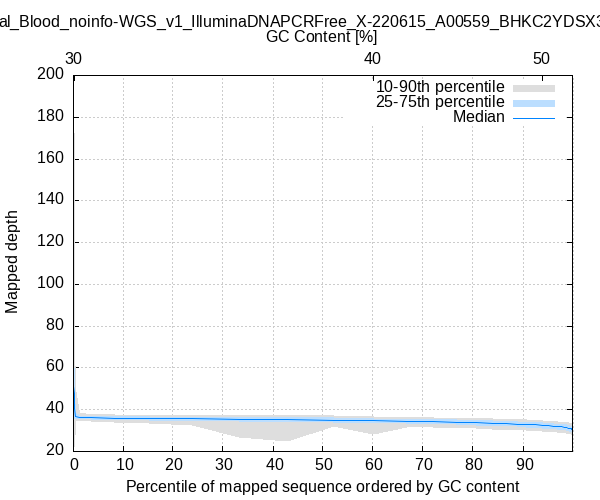 al_Blood_noinfo-WGS_v1_IlluminaDNAPCRFree_X-220615_A00559_BHKC2YDSX3
GC Content [%]
30 40 50
200
180
160
140
120
100
80
60
40
20
Mapped depth
10-90th percentile
25-75th percentile
Median
0 10 20 30 40 50 60 70 80 90
Percentile of mapped sequence ordered by GC content